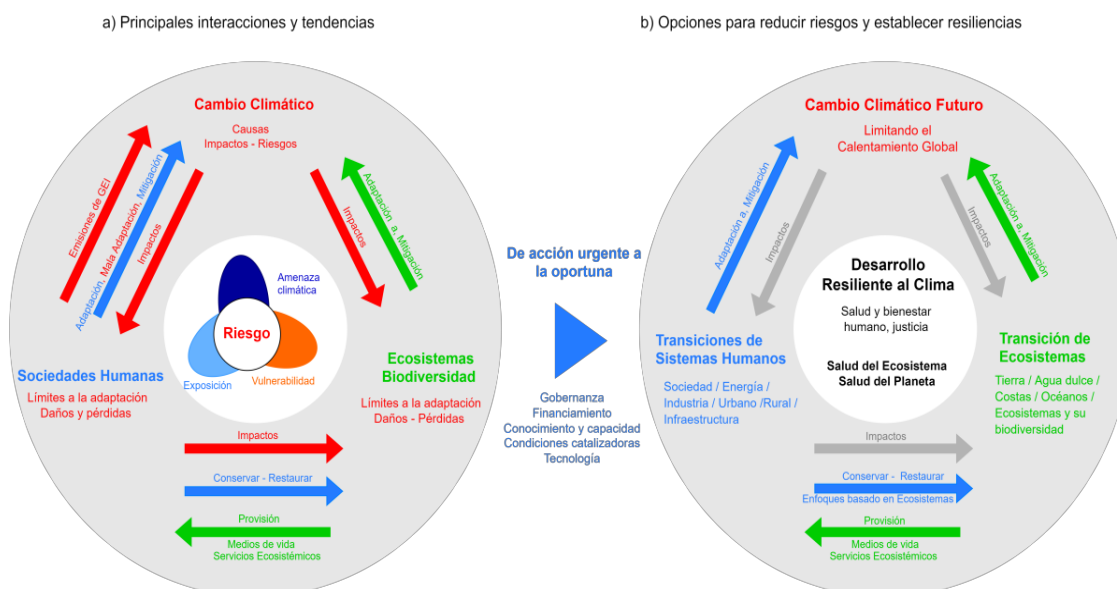 a) Principales interacciones y tendencias
Cambio Climático
Causas
Impactos - Riesgos
Emisiones de GEI
Adaptación, Mala Adaptación, Mitigación
Impactos
Impactos
Adaptación a, Mitigación
Amenaza
climática
Riesgo
Exposición
Vulnerabilidad
Sociedades Humanas
Límites a la adaptación
Daños y pérdidas
Ecosistemas
Biodiversidad
Límites a la adaptación
Daños - Pérdidas
Impactos
Conservar - Restaurar
Provisión
Medios de vida
Servicios Ecosistémicos
De acción urgente a
la oportuna
Gobernanza
Financiamiento
Conocimiento y capacidad
Condiciones catalizadoras
Tecnología
b) Opciones para reducir riesgos y establecer resiliencias
Cambio Climático Futuro
Limitando el
Calentamiento Global
Adaptación a, Mitigación
Impactos
Impactos
Adaptación a, Mitigación
Desarrollo
Resiliente al Clima
Salud y bienestar
humano, justicia
Salud del Ecosistema
Salud del Planeta
Transiciones de
Sistemas Humanos
Sociedad / Energía /
Industria / Urbano /Rural /
Infraestructura
Transición de
Ecosistemas
Tierra / Agua dulce /
Costas / Océanos /
Ecosistemas y su
biodiversidad
Impactos
Conservar - Restaurar
Enfoques basado en Ecosistemas
Provisión
Medios de vida
Servicios Ecosistémicos